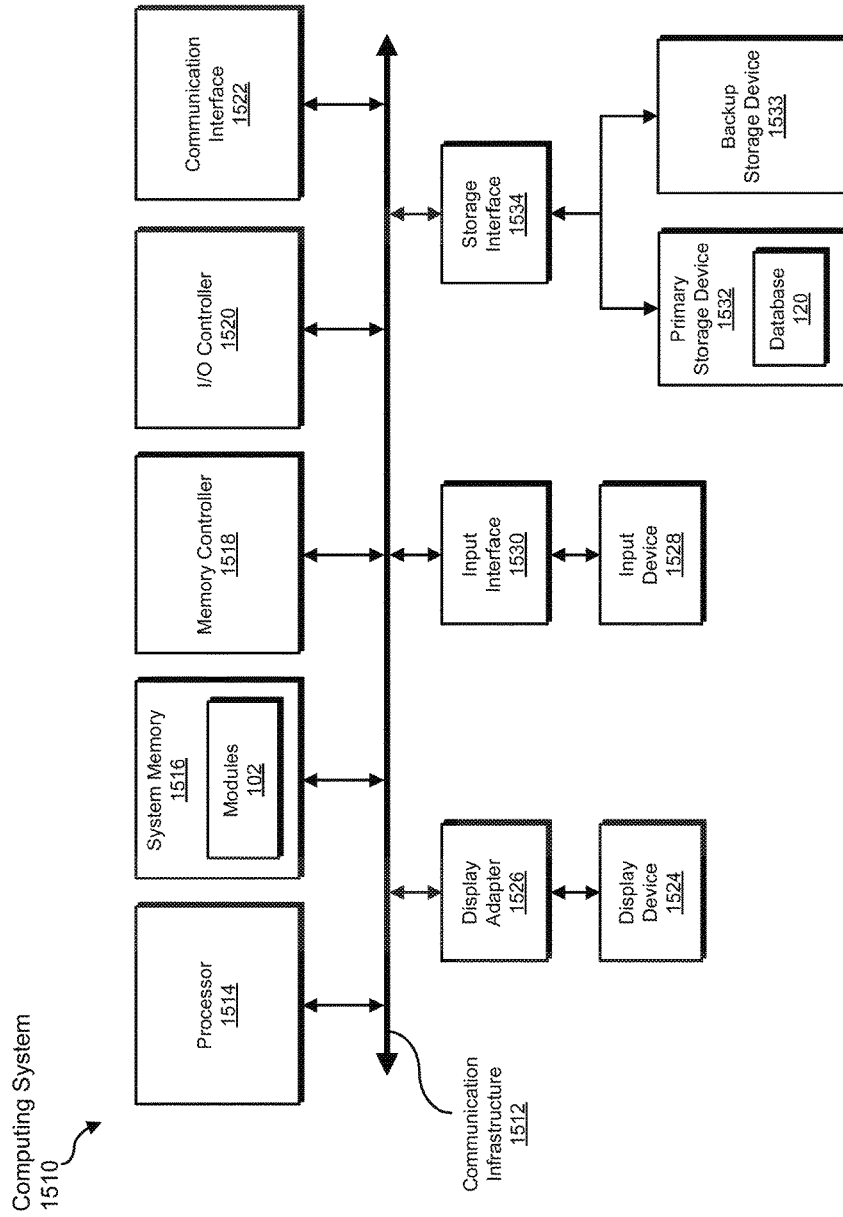 Computing System
1510
Processor
1514
System Memory
1516
Modules
102
Memory Controller
1518
I/O Controller
1520
Communication
Interface
1522
Communication
Infrastructure
1512
Display
Adapter
1526
Input
Interface
1530
Storage
Interface
1534
Display
Device
1524
Input
Device
1528
Primary
Storage Device
1532
Database
120
Backup
Storage Device
1533